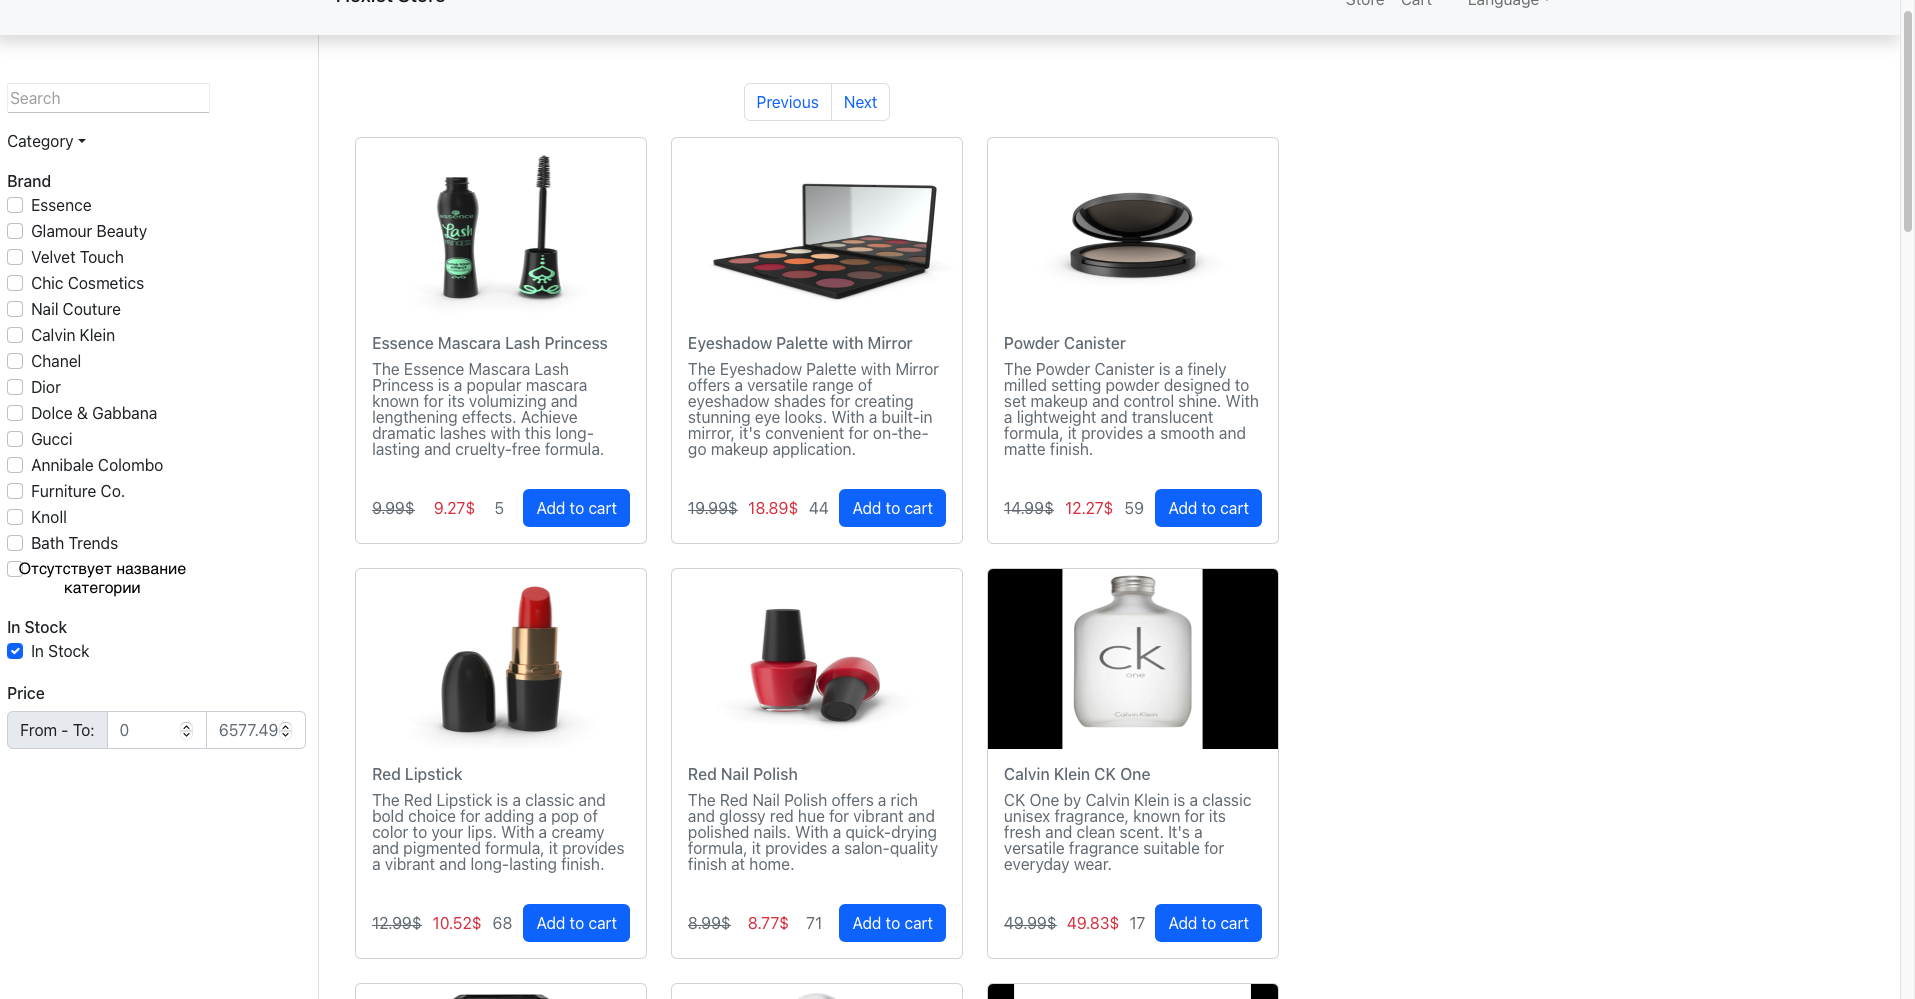 Hexlet Store
Store Cart Language
Search
Category
Brand
Essence
Glamour Beauty
Velvet Touch
Chic Cosmetics
Nail Couture
Calvin Klein
Chanel
Dior
Dolce & Gabbana
Gucci
Annibale Colombo
Furniture Co.
Knoll
Bath Trends
Отсутствует название
категории
In Stock
In Stock
Price
From - To: 0 6577.49
Previous Next
essence
Lash
PRINCESS
Essence Mascara Lash Princess
The Essence Mascara Lash
Princess is a popular mascara
known for its volumizing and
lengthening effects. Achieve
dramatic lashes with this long-
lasting and cruelty-free formula.
9.99$ 9.27$ 5 Add to cart
Eyeshadow Palette with Mirror
The Eyeshadow Palette with Mirror
offers a versatile range of
eyeshadow shades for creating
stunning eye looks. With a built-in
mirror, it's convenient for on-the-
go makeup application.
19.99$ 18.89$ 44 Add to cart
Powder Canister
The Powder Canister is a finely
milled setting powder designed to
set makeup and control shine. With
a lightweight and translucent
formula, it provides a smooth and
matte finish.
14.99$ 12.27$ 59 Add to cart
Red Lipstick
The Red Lipstick is a classic and
bold choice for adding a pop of
color to your lips. With a creamy
and pigmented formula, it provides
a vibrant and long-lasting finish.
12.99$ 10.52$ 68 Add to cart
Red Nail Polish
The Red Nail Polish offers a rich
and glossy red hue for vibrant and
polished nails. With a quick-drying
formula, it provides a salon-quality
finish at home.
8.99$ 8.77$ 71 Add to cart
ck
one
Calvin Klein
Calvin Klein CK One
CK One by Calvin Klein is a classic
unisex fragrance, known for its
fresh and clean scent. It's a
versatile fragrance suitable for
everyday wear.
49.99$ 49.83$ 17 Add to cart